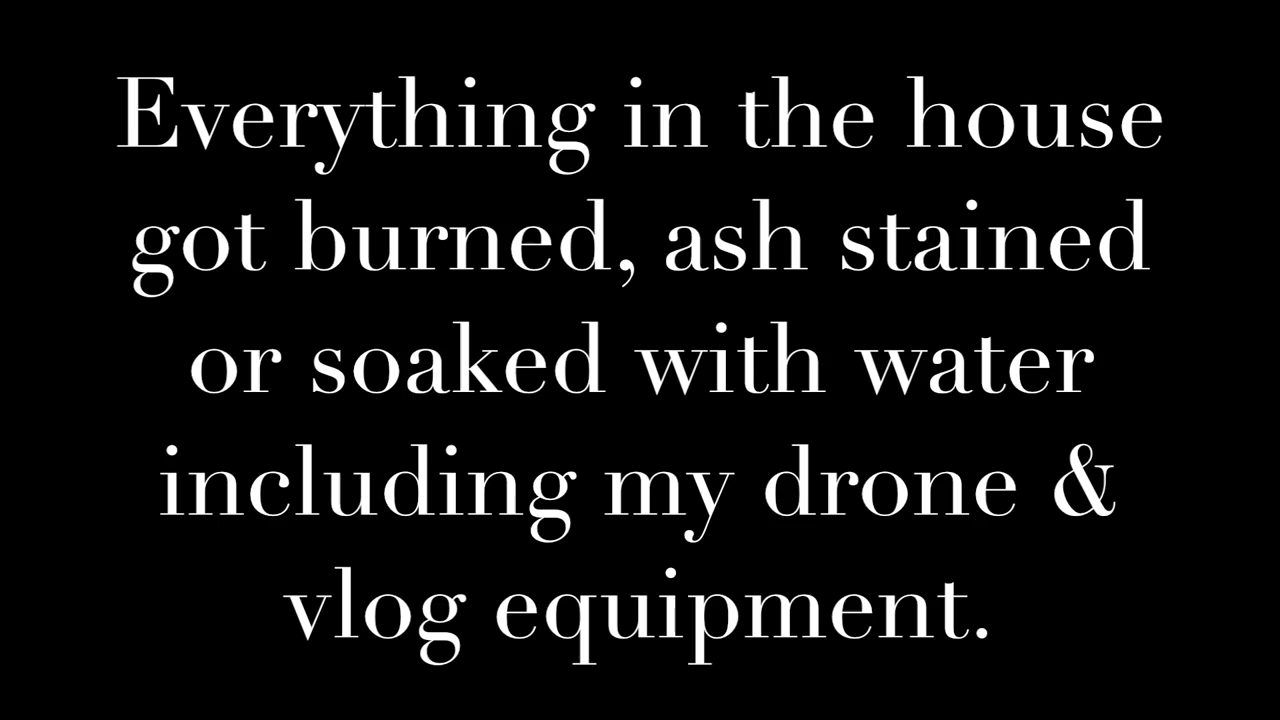 Everything in the house
got burned, ash stained
or soaked with water
including my drone &
vlog equipment.